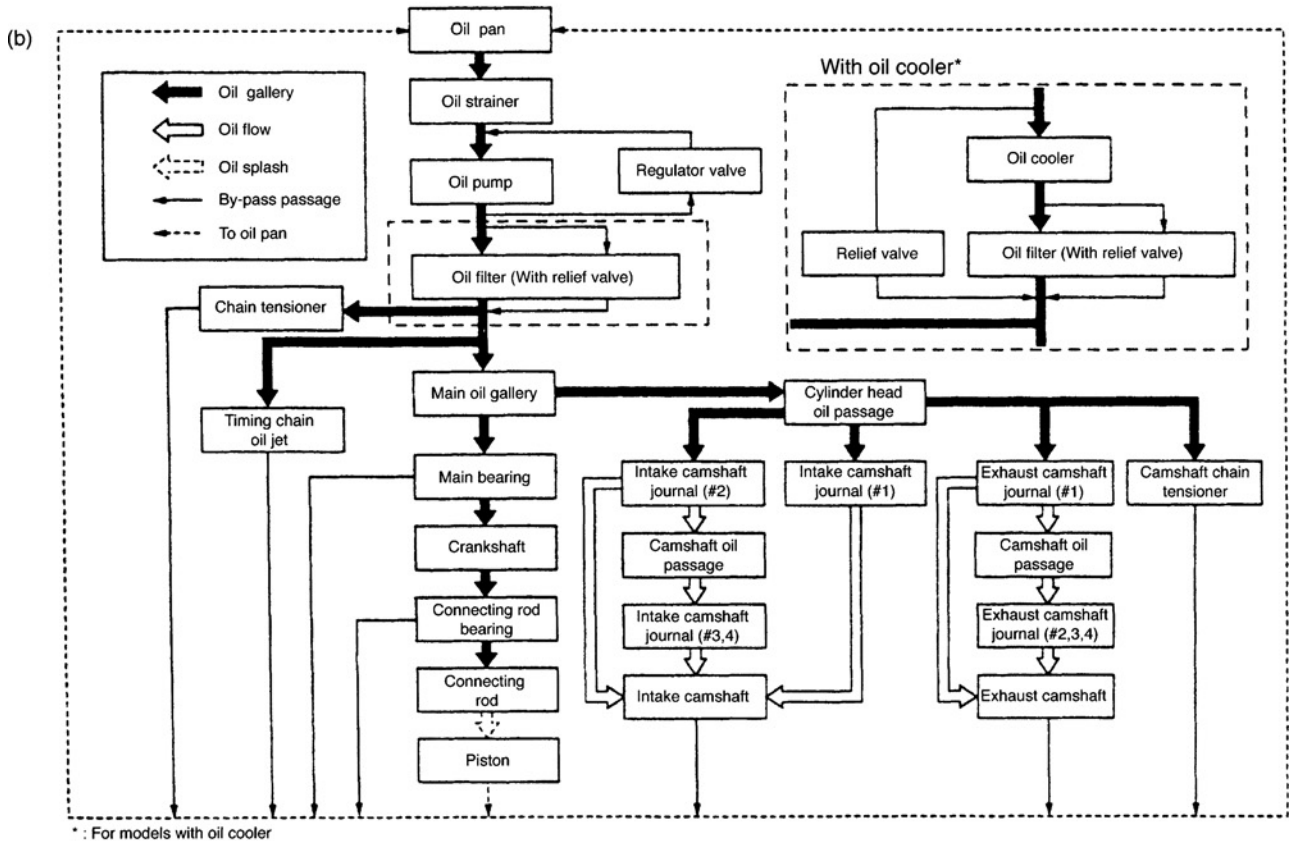 (b)
Oil pan
With oil cooler*
Oil gallery
Oil flow
Oil splash
By-pass passage
To oil pan
Oil strainer
Oil pump
Regulator valve
Oil filter (With relief valve)
Oil cooler
Relief valve
Oil filter (With relief valve)
Chain tensioner
Timing chain
oil jet
Main oil gallery
Cylinder head
oil passage
Main bearing
Intake camshaft
journal (#2)
Intake camshaft
journal (#1)
Exhaust camshaft
journal (#1)
Camshaft chain
tensioner
Crankshaft
Camshaft oil
passage
Camshaft oil
passage
Connecting rod
bearing
Intake camshaft
journal (#3,4)
Exhaust camshaft
journal (#2,3,4)
Connecting
rod
Intake camshaft
Exhaust camshaft
Piston
* : For models with oil cooler